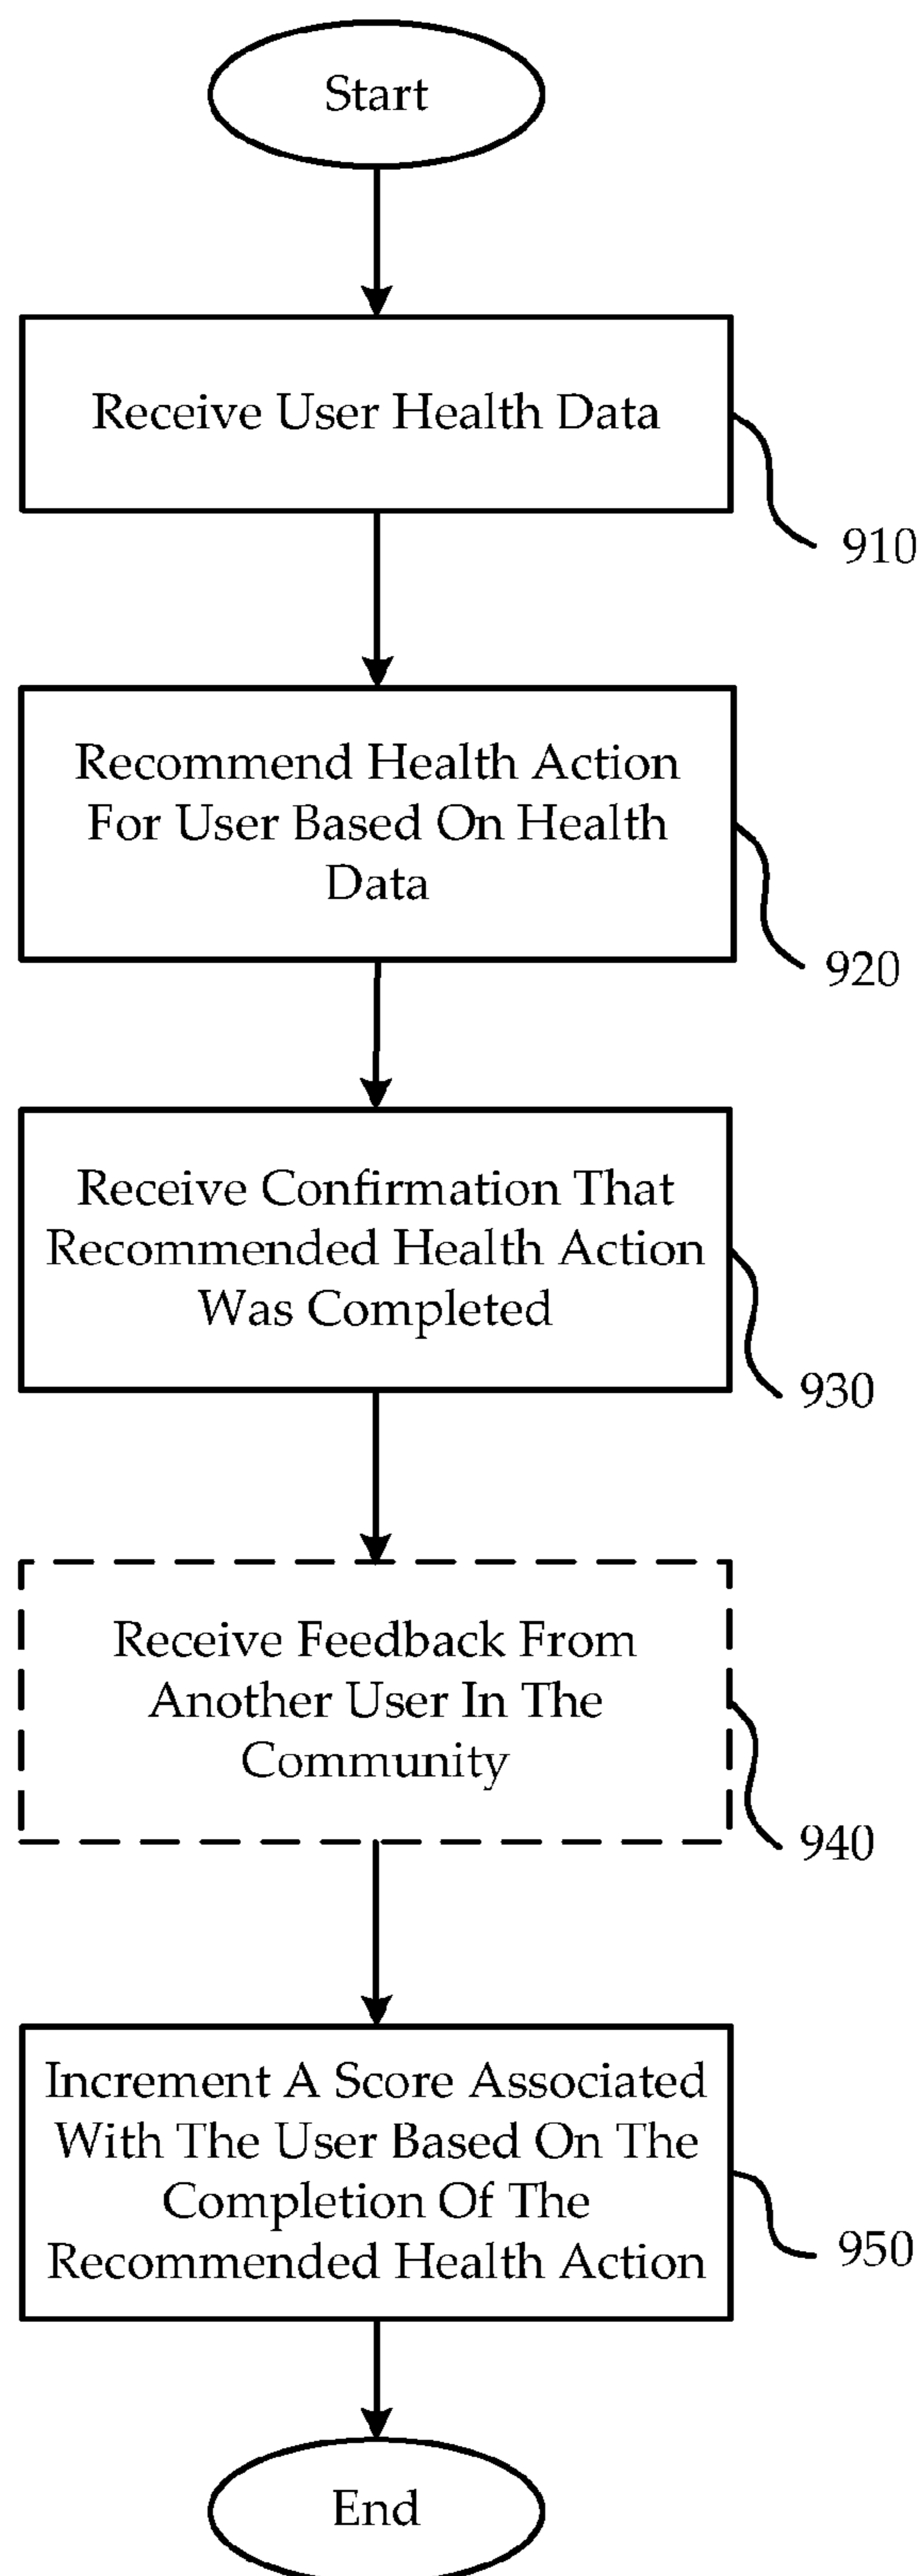 Start
Receive User Health Data
910
Recommend Health Action
For User Based On Health
Data
920
Receive Confirmation That
Recommended Health Action
Was Completed
930
Receive Feedback From
Another User In The
Community
940
Increment A Score Associated
With The User Based On The
Completion Of The
Recommended Health Action
950
End